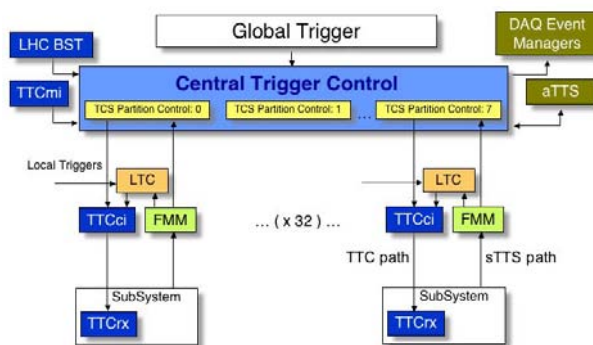 Global Trigger
LHC BST
DAQ Event
Managers
Central Trigger Control
TTCmi
aTTS
TCS Partition Control: 0
TCS Partition Control: 1
...
TCS Partition Control: 7
Local Triggers
LTC
LTC
TTCci
FMM
... ( x 32 ) ...
TTCci
FMM
TTC path
sTTS path
SubSystem
SubSystem
TTCrx
TTCrx